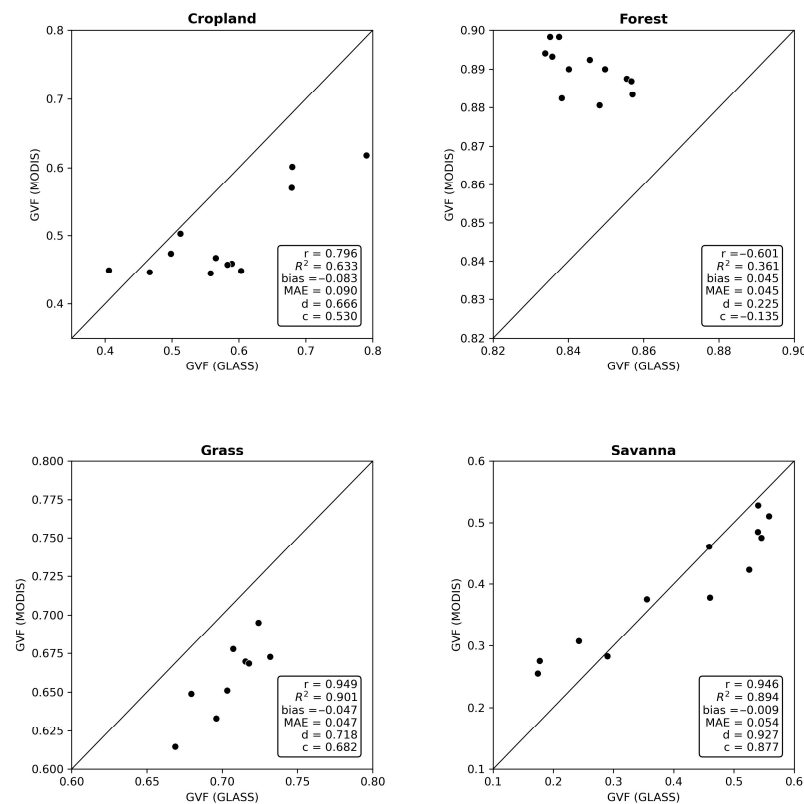 Cropland
0.8
0.7
0.6
0.5
0.4
GVF (MODIS)
0.4 0.5 0.6 0.7 0.8
GVF (GLASS)
r = 0.796
R² = 0.633
bias =−0.083
MAE = 0.090
d = 0.666
c = 0.530
Forest
0.90
0.89
0.88
0.87
0.86
0.85
0.84
0.83
0.82
GVF (MODIS)
0.82 0.84 0.86 0.88 0.90
GVF (GLASS)
r =−0.601
R² = 0.361
bias = 0.045
MAE = 0.045
d = 0.225
c =−0.135
Grass
0.800
0.775
0.750
0.725
0.700
0.675
0.650
0.625
0.600
GVF (MODIS)
0.60 0.65 0.70 0.75 0.80
GVF (GLASS)
r = 0.949
R² = 0.901
bias =−0.047
MAE = 0.047
d = 0.718
c = 0.682
Savanna
0.6
0.5
0.4
0.3
0.2
0.1
GVF (MODIS)
0.1 0.2 0.3 0.4 0.5 0.6
GVF (GLASS)
r = 0.946
R² = 0.894
bias =−0.009
MAE = 0.054
d = 0.927
c = 0.877